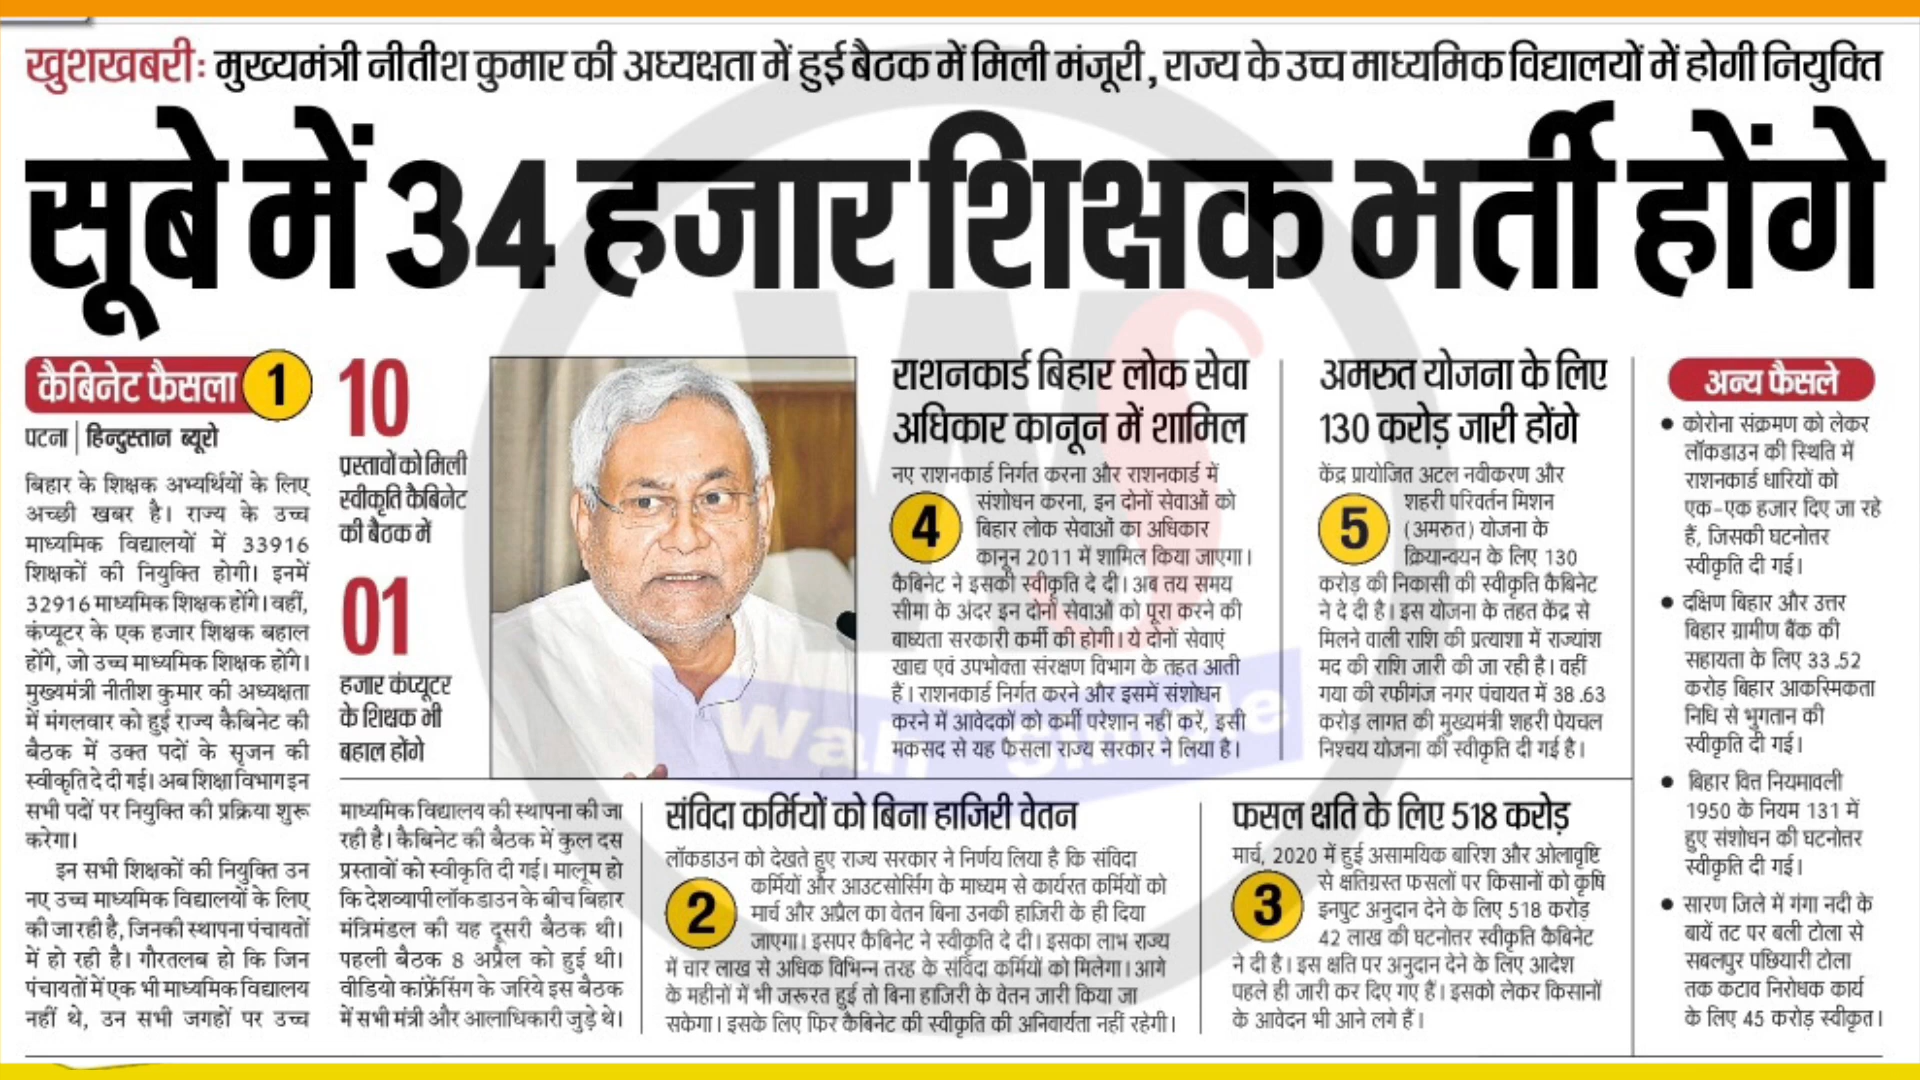 खुशखबरीः मुख्यमंत्री नीतीश कुमार की अध्यक्षता में हुई बैठक में मिली मंजूरी, राज्य के उच्च माध्यमिक विद्यालयों में होगी नियुक्ति
सूबे में 34 हजार शिक्षक भर्ती होंगे
कैबिनेट फैसला 1
पटना | हिन्दुस्तान ब्यूरो
बिहार के शिक्षक अभ्यर्थियों के लिए
अच्छी खबर है। राज्य के उच्च
माध्यमिक विद्यालयों में 33916
शिक्षकों की नियुक्ति होगी। इनमें
32916 माध्यमिक शिक्षक होंगे। वहीं,
कंप्यूटर के एक हजार शिक्षक बहाल
होंगे, जो उच्च माध्यमिक शिक्षक होंगे।
मुख्यमंत्री नीतीश कुमार की अध्यक्षता
में मंगलवार को हुई राज्य कैबिनेट की
बैठक में उक्त पदों के सृजन की
स्वीकृति दे दी गई। अब शिक्षा विभाग इन
सभी पदों पर नियुक्ति की प्रक्रिया शुरू
करेगा।
इन सभी शिक्षकों की नियुक्ति उन
नए उच्च माध्यमिक विद्यालयों के लिए
की जा रही है, जिनकी स्थापना पंचायतों
में हो रही है। गौरतलब हो कि जिन
पंचायतों में एक भी माध्यमिक विद्यालय
नहीं थे, उन सभी जगहों पर उच्च
10
प्रस्तावों को मिली
स्वीकृति कैबिनेट
की बैठक में
01
हजार कंप्यूटर
के शिक्षक भी
बहाल होंगे
माध्यमिक विद्यालय की स्थापना की जा
रही है। कैबिनेट की बैठक में कुल दस
प्रस्तावों को स्वीकृति दी गई। मालूम हो
कि देशव्यापी लॉकडाउन के बीच बिहार
मंत्रिमंडल की यह दूसरी बैठक थी।
पहली बैठक 8 अप्रैल को हुई थी।
वीडियो कांफ्रेंसिंग के जरिये इस बैठक
में सभी मंत्री और आलाधिकारी जुड़े थे।
राशनकार्ड बिहार लोक सेवा
अधिकार कानून में शामिल
नए राशनकार्ड निर्गत करना और राशनकार्ड में
संशोधन करना, इन दोनों सेवाओं को
4 बिहार लोक सेवाओं का अधिकार
कानून 2011 में शामिल किया जाएगा।
कैबिनेट ने इसकी स्वीकृति दे दी। अब तय समय
सीमा के अंदर इन दोनों सेवाओं को पूरा करने की
बाध्यता सरकारी कर्मी की होगी। ये दोनों सेवाएं
खाद्य एवं उपभोक्ता संरक्षण विभाग के तहत आती
हैं। राशनकार्ड निर्गत करने और इसमें संशोधन
करने में आवेदकों को कर्मी परेशान नहीं करें, इसी
मकसद से यह फैसला राज्य सरकार ने लिया है।
अमरुत योजना के लिए
130 करोड़ जारी होंगे
केंद्र प्रायोजित अटल नवीकरण और
शहरी परिवर्तन मिशन
5 (अमरुत) योजना के
क्रियान्वयन के लिए 130
करोड़ की निकासी की स्वीकृति कैबिनेट
ने दे दी है। इस योजना के तहत केंद्र से
मिलने वाली राशि की प्रत्याशा में राज्यांश
मद की राशि जारी की जा रही है। वहीं
गया की रफीगंज नगर पंचायत में 38.63
करोड़ लागत की मुख्यमंत्री शहरी पेयचल
निश्चय योजना की स्वीकृति दी गई है।
संविदा कर्मियों को बिना हाजिरी वेतन
लॉकडाउन को देखते हुए राज्य सरकार ने निर्णय लिया है कि संविदा
कर्मियों और आउटसोर्सिंग के माध्यम से कार्यरत कर्मियों को
2 मार्च और अप्रैल का वेतन बिना उनकी हाजिरी के ही दिया
जाएगा। इसपर कैबिनेट ने स्वीकृति दे दी। इसका लाभ राज्य
में चार लाख से अधिक विभिन्न तरह के संविदा कर्मियों को मिलेगा। आगे
के महीनों में भी जरूरत हुई तो बिना हाजिरी के वेतन जारी किया जा
सकेगा। इसके लिए फिर कैबिनेट की स्वीकृति की अनिवार्यता नहीं रहेगी।
फसल क्षति के लिए 518 करोड़
मार्च, 2020 में हुई असामयिक बारिश और ओलावृष्टि
से क्षतिग्रस्त फसलों पर किसानों को कृषि
3 इनपुट अनुदान देने के लिए 518 करोड़
42 लाख की घटनोत्तर स्वीकृति कैबिनेट
ने दी है। इस क्षति पर अनुदान देने के लिए आदेश
पहले ही जारी कर दिए गए हैं। इसको लेकर किसानों
के आवेदन भी आने लगे हैं।
अन्य फैसले
● कोरोना संक्रमण को लेकर
लॉकडाउन की स्थिति में
राशनकार्ड धारियों को
एक-एक हजार दिए जा रहे
हैं, जिसकी घटनोत्तर
स्वीकृति दी गई।
● दक्षिण बिहार और उत्तर
बिहार ग्रामीण बैंक की
सहायता के लिए 33.52
करोड़ बिहार आकस्मिकता
निधि से भुगतान की
स्वीकृति दी गई।
● बिहार वित्त नियमावली
1950 के नियम 131 में
हुए संशोधन की घटनोत्तर
स्वीकृति दी गई।
● सारण जिले में गंगा नदी के
बायें तट पर बली टोला से
सबलपुर पछियारी टोला
तक कटाव निरोधक कार्य
के लिए 45 करोड़ स्वीकृत।
WS